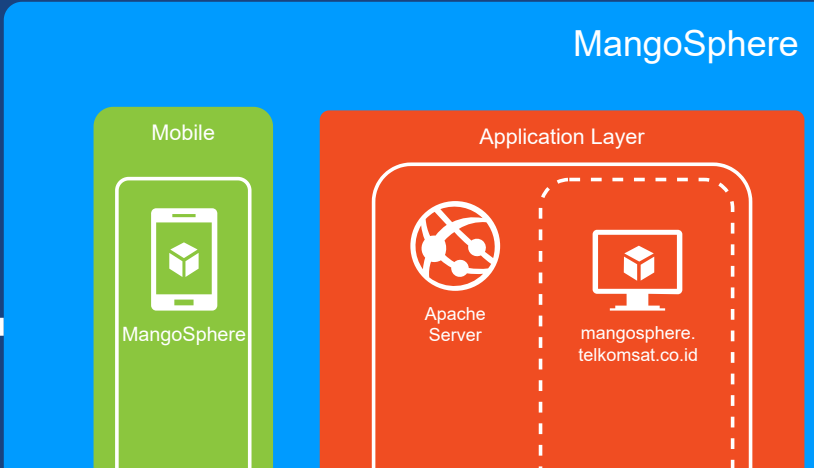 MangoSphere
Mobile
MangoSphere
Application Layer
Apache
Server
mangosphere.
telkomsat.co.id